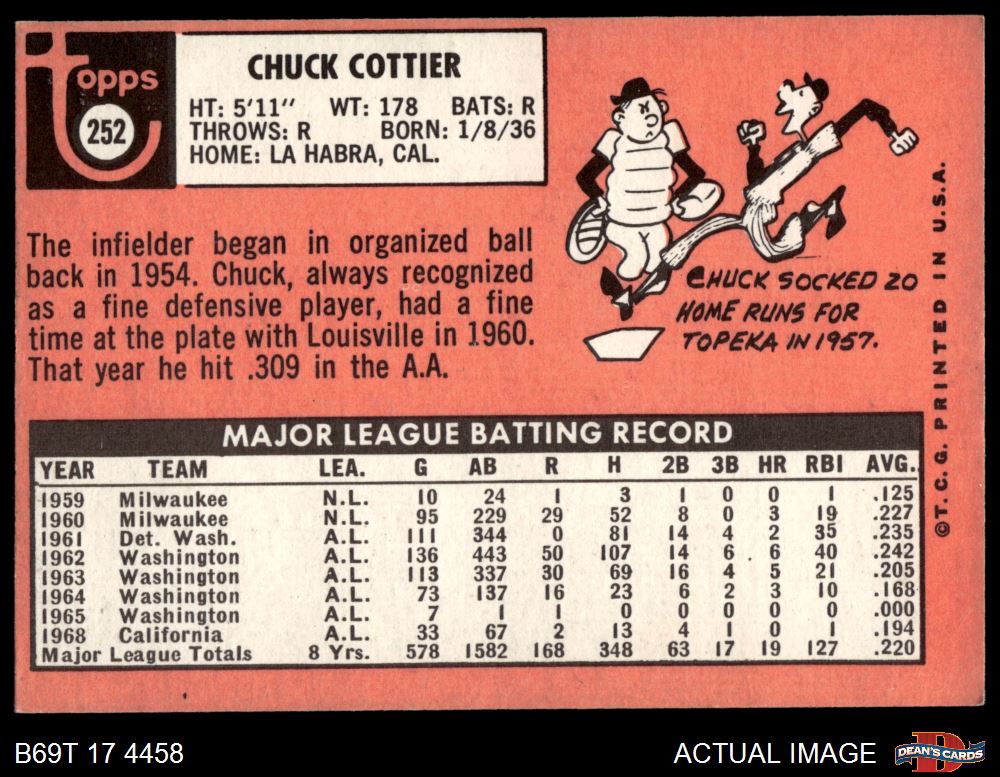 Topps
252
CHUCK COTTIER
HT: 5'11" WT: 178 BATS: R
THROWS: R BORN: 1/8/36
HOME: LA HABRA, CAL.
The infielder began in organized ball
back in 1954. Chuck, always recognized
as a fine defensive player, had a fine
time at the plate with Louisville in 1960.
That year he hit .309 in the A.A.
CHUCK SOCKED 20
HOME RUNS FOR
TOPEKA IN 1957.
©T.C.G. PRINTED IN U.S.A.
MAJOR LEAGUE BATTING RECORD
YEAR TEAM LEA. G AB R H 2B 3B HR RBI AVG.
1959 Milwaukee N.L. 10 24 1 3 1 0 0 1 .125
1960 Milwaukee N.L. 95 229 29 52 8 0 3 19 .227
1961 Det. Wash. A.L. 111 344 0 81 14 4 2 35 .235
1962 Washington A.L. 136 443 50 107 14 6 6 40 .242
1963 Washington A.L. 113 337 30 69 16 4 5 21 .205
1964 Washington A.L. 73 137 16 23 6 2 3 10 .168
1965 Washington A.L. 7 1 1 0 0 0 0 0 .000
1968 California A.L. 33 67 2 13 4 1 0 1 .194
Major League Totals 8 Yrs. 578 1582 168 348 63 17 19 127 .220
B69T 17 4458
ACTUAL IMAGE
DEAN'S CARDS